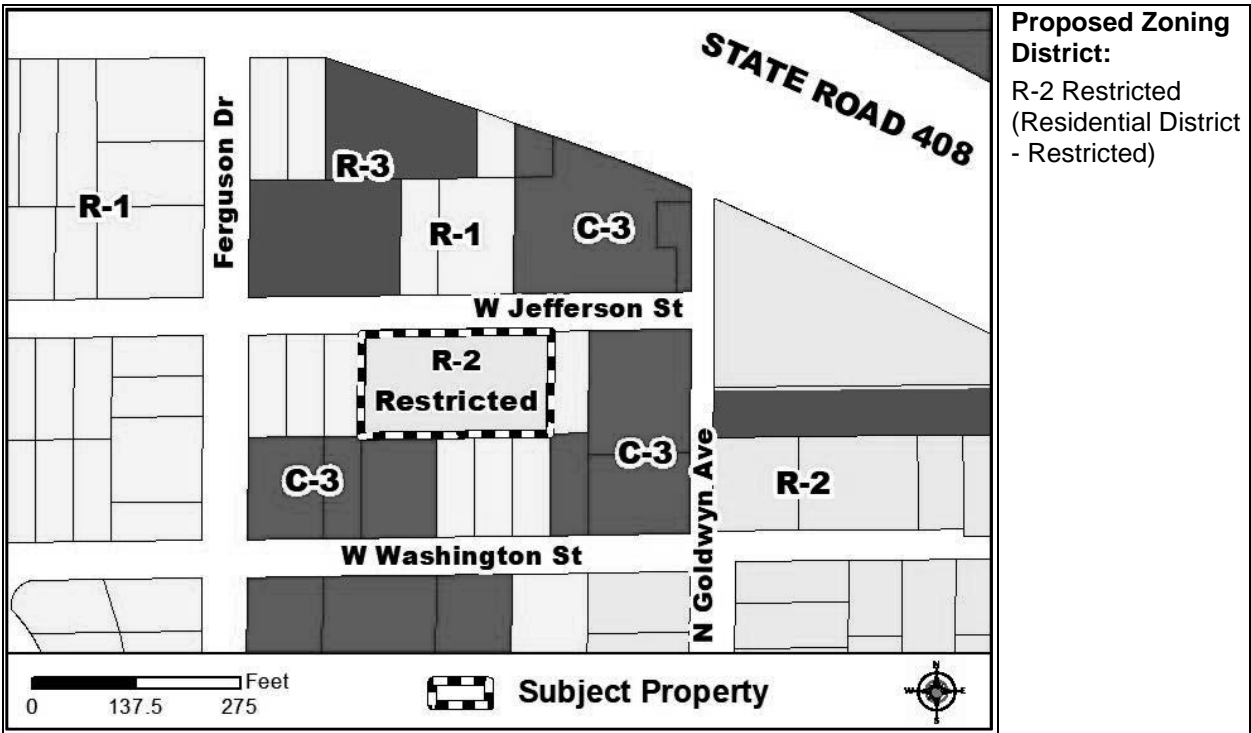 STATE ROAD 408
Ferguson Dr
R-3
R-1
R-1
C-3
W Jefferson St
R-2
Restricted
C-3
C-3
R-2
N Goldwyn Ave
W Washington St
Feet
0 137.5 275
Subject Property
N
W E
S
Proposed Zoning
District:
R-2 Restricted
(Residential District
- Restricted)